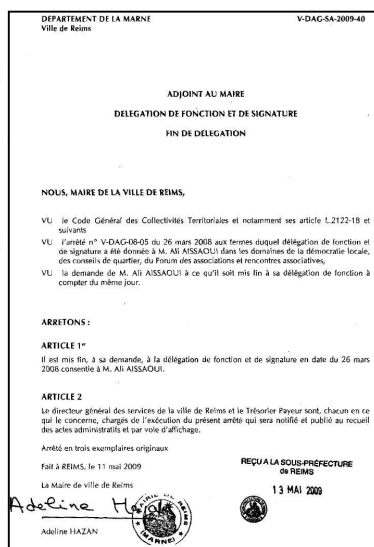 DEPARTEMENT DE LA MARNE
Ville de Reims
V-DAG-SA-2009-40
ADJOINT AU MAIRE
DELEGATION DE FONCTION ET DE SIGNATURE
FIN DE DELEGATION
NOUS, MAIRE DE LA VILLE DE REIMS,
VU le Code Général des Collectivités Territoriales et notamment ses article L.2122-18 et
suivants
VU l'arrêté n° V-DAG-08-05 du 26 mars 2008 aux termes duquel délégation de fonction et
de signature a été donnée à M. Ali AISSAOUI dans les domaines de la démocratie locale,
des conseils de quartier, du Forum des associations et rencontres associatives,
VU la demande de M. Ali AISSAOUI à ce qu'il soit mis fin à sa délégation de fonction à
compter du même jour.
ARRETONS :
ARTICLE 1er
Il est mis fin, à sa demande, à la délégation de fonction et de signature en date du 26 mars
2008 consentie à M. Ali AISSAOUI.
ARTICLE 2
Le directeur général des services de la ville de Reims et le Trésorier Payeur sont, chacun en ce
qui le concerne, chargés de l'exécution du présent arrêté qui sera notifié et publié au recueil
des actes administratifs et par voie d'affichage.
Arrêté en trois exemplaires originaux
Fait à REIMS, le 11 mai 2009
La Maire de ville de Reims
REÇU A LA SOUS-PRÉFECTURE
de REIMS
13 MAI 2009
Adeline
MAIRIE DE REIMS
(MARNE)
Adeline HAZAN